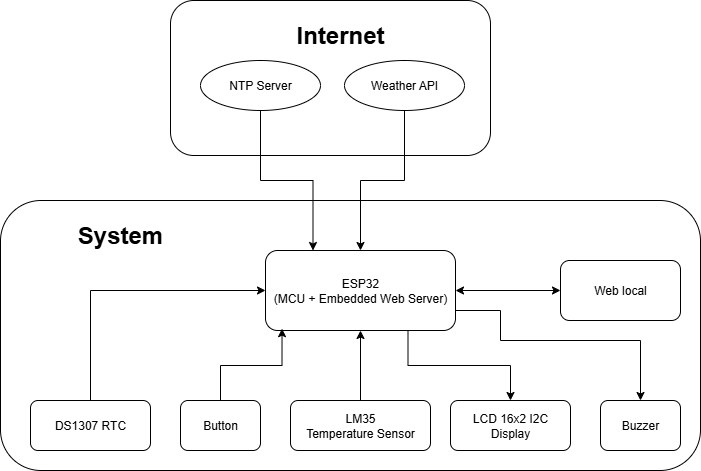 Internet
NTP Server
Weather API
System
ESP32
(MCU + Embedded Web Server)
Web local
DS1307 RTC
Button
LM35
Temperature Sensor
LCD 16x2 I2C
Display
Buzzer